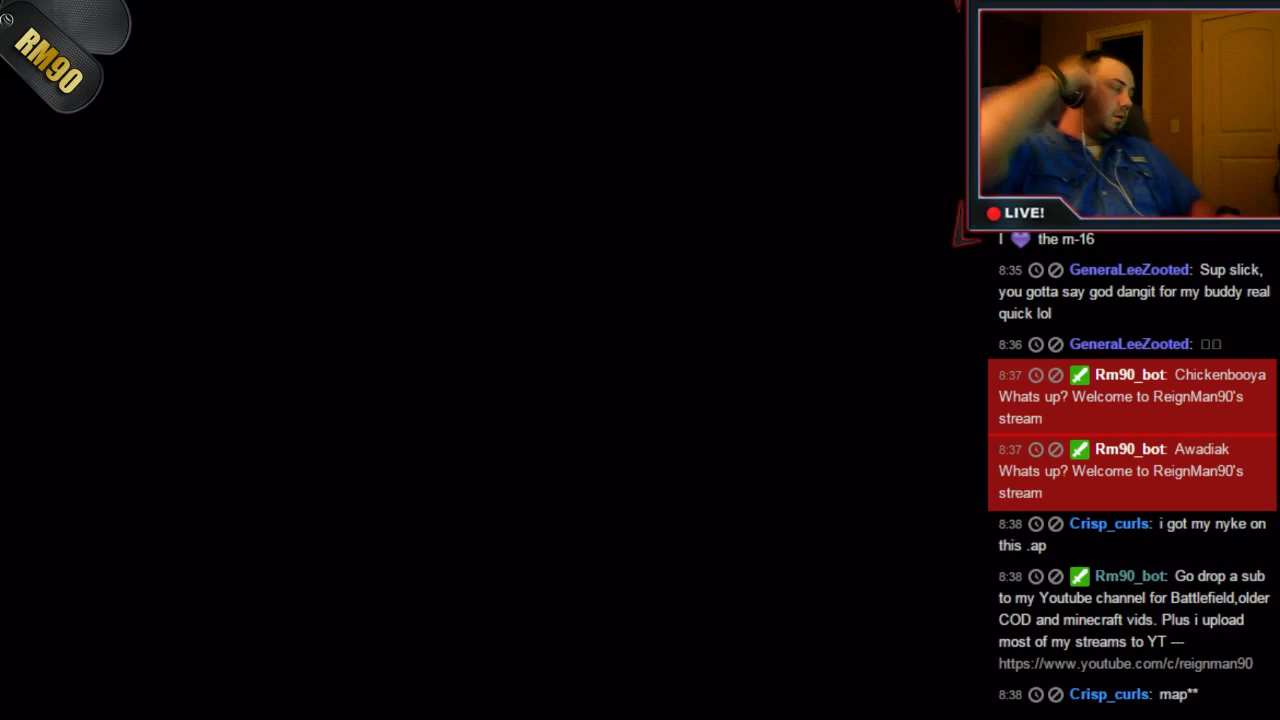 RM90
LIVE!
I 💜 the m-16
8:35 GeneraLeeZooted: Sup slick,
you gotta say god dangit for my buddy real
quick lol
8:36 GeneraLeeZooted:
8:37 Rm90_bot: Chickenbooya
Whats up? Welcome to ReignMan90's
stream
8:37 Rm90_bot: Awadiak
Whats up? Welcome to ReignMan90's
stream
8:38 Crisp_curls: i got my nyke on
this .ap
8:38 Rm90_bot: Go drop a sub
to my Youtube channel for Battlefield,older
COD and minecraft vids. Plus i upload
most of my streams to YT —
https://www.youtube.com/c/reignman90
8:38 Crisp_curls: map**